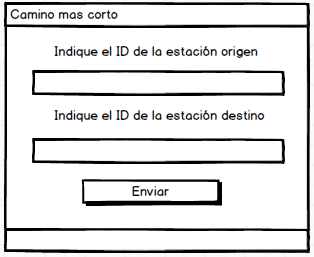 Camino mas corto
Indique el ID de la estación origen
Indique el ID de la estación destino
Enviar